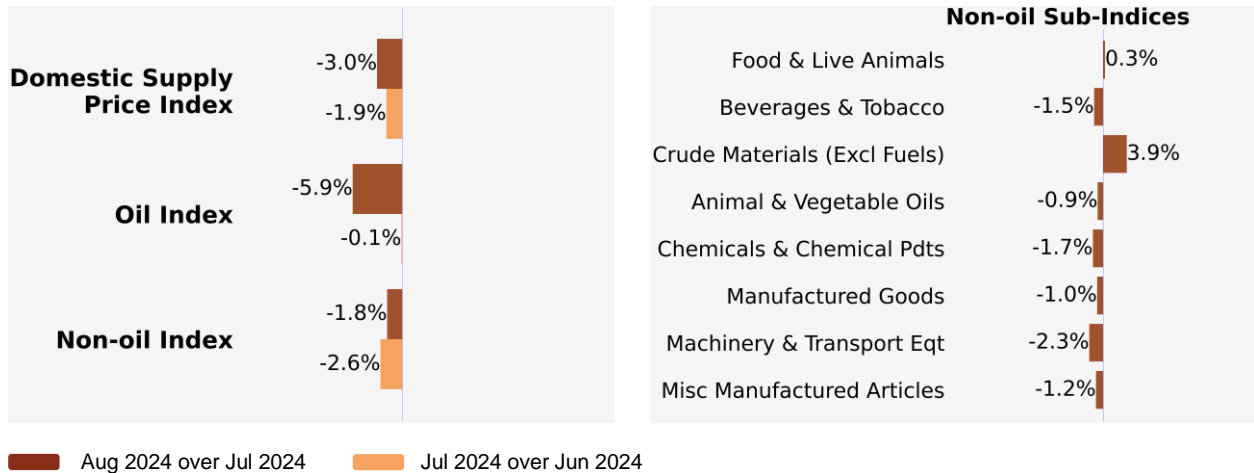 -3.0%
Domestic Supply
Price Index
-1.9%
-5.9%
Oil Index
-0.1%
-1.8%
Non-oil Index
-2.6%
Non-oil Sub-Indices
Food & Live Animals 0.3%
Beverages & Tobacco -1.5%
Crude Materials (Excl Fuels) 3.9%
Animal & Vegetable Oils -0.9%
Chemicals & Chemical Pdts -1.7%
Manufactured Goods -1.0%
Machinery & Transport Eqt -2.3%
Misc Manufactured Articles -1.2%
Aug 2024 over Jul 2024 Jul 2024 over Jun 2024